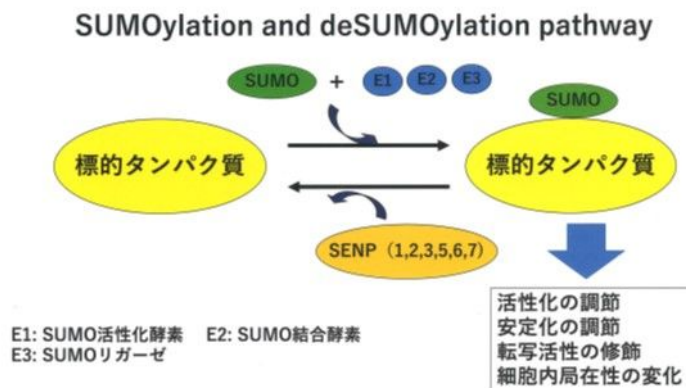 SUMOylation and deSUMOylation pathway
SUMO + E1 E2 E3
SUMO
標的タンパク質
標的タンパク質
SENP (1,2,3,5,6,7)
活性化の調節
安定化の調節
転写活性の修飾
細胞内局在性の変化
E1: SUMO活性化酵素 E2: SUMO結合酵素
E3: SUMOリガーゼ